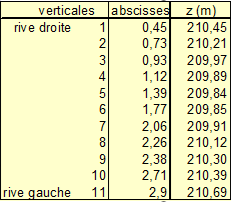 verticales abscisses z (m)
rive droite 1 0,45 210,45
2 0,73 210,21
3 0,93 209,97
4 1,12 209,89
5 1,39 209,84
6 1,77 209,85
7 2,06 209,91
8 2,26 210,12
9 2,38 210,30
10 2,71 210,39
rive gauche 11 2,9 210,69